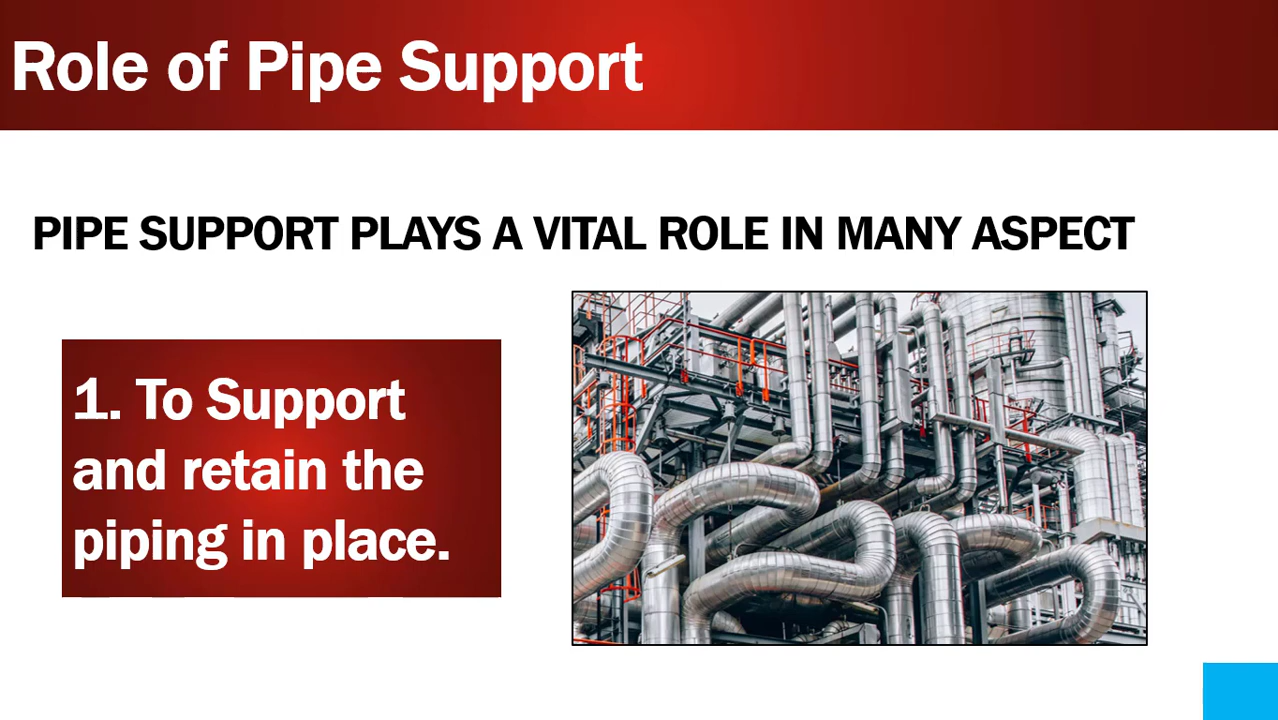 Role of Pipe Support
PIPE SUPPORT PLAYS A VITAL ROLE IN MANY ASPECT
1. To Support
and retain the
piping in place.